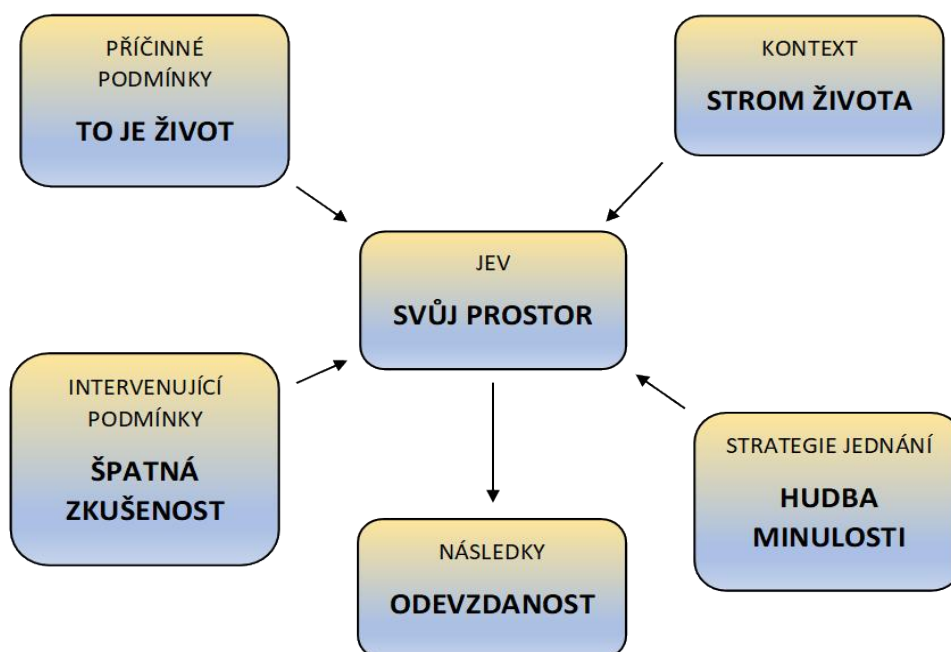 PŘÍČINNÉ
PODMÍNKY
TO JE ŽIVOT
KONTEXT
STROM ŽIVOTA
JEV
SVŮJ PROSTOR
INTERVENUJÍCÍ
PODMÍNKY
ŠPATNÁ
ZKUŠENOST
STRATEGIE JEDNÁNÍ
HUDBA
MINULOSTI
NÁSLEDKY
ODEVZDANOST